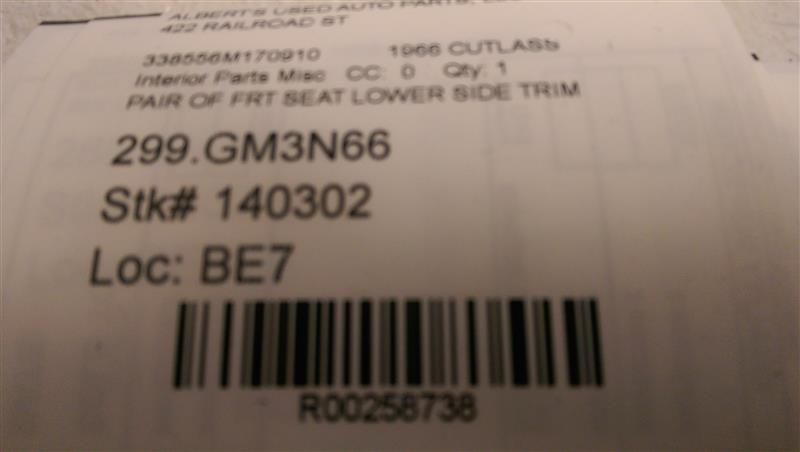 ALBERT'S USED AUTO PARTS,
422 RAILROAD ST
338556M170910 1966 CUTLASS
Interior Parts Misc CC: 0 Qty: 1
PAIR OF FRT SEAT LOWER SIDE TRIM
299.GM3N66
Stk# 140302
Loc: BE7
R00258738